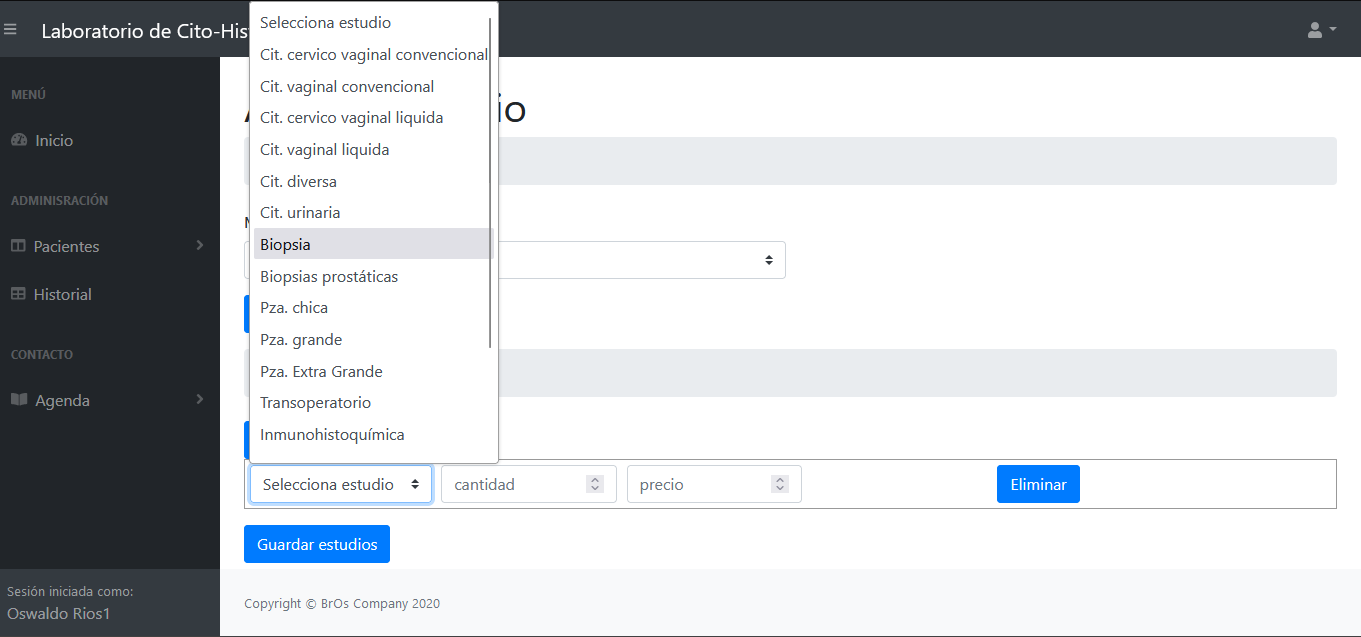 Laboratorio de Cito-His
MENÚ
Inicio
ADMINISRACIÓN
Pacientes
Historial
CONTACTO
Agenda
Sesión iniciada como:
Oswaldo Rios1
Selecciona estudio
Cit. cervico vaginal convencional
Cit. vaginal convencional
Cit. cervico vaginal liquida
Cit. vaginal liquida
Cit. diversa
Cit. urinaria
Biopsia
Biopsias prostáticas
Pza. chica
Pza. grande
Pza. Extra Grande
Transoperatorio
Inmunohistoquímica
Selecciona estudio cantidad precio Eliminar
Guardar estudios
Copyright © BrOs Company 2020